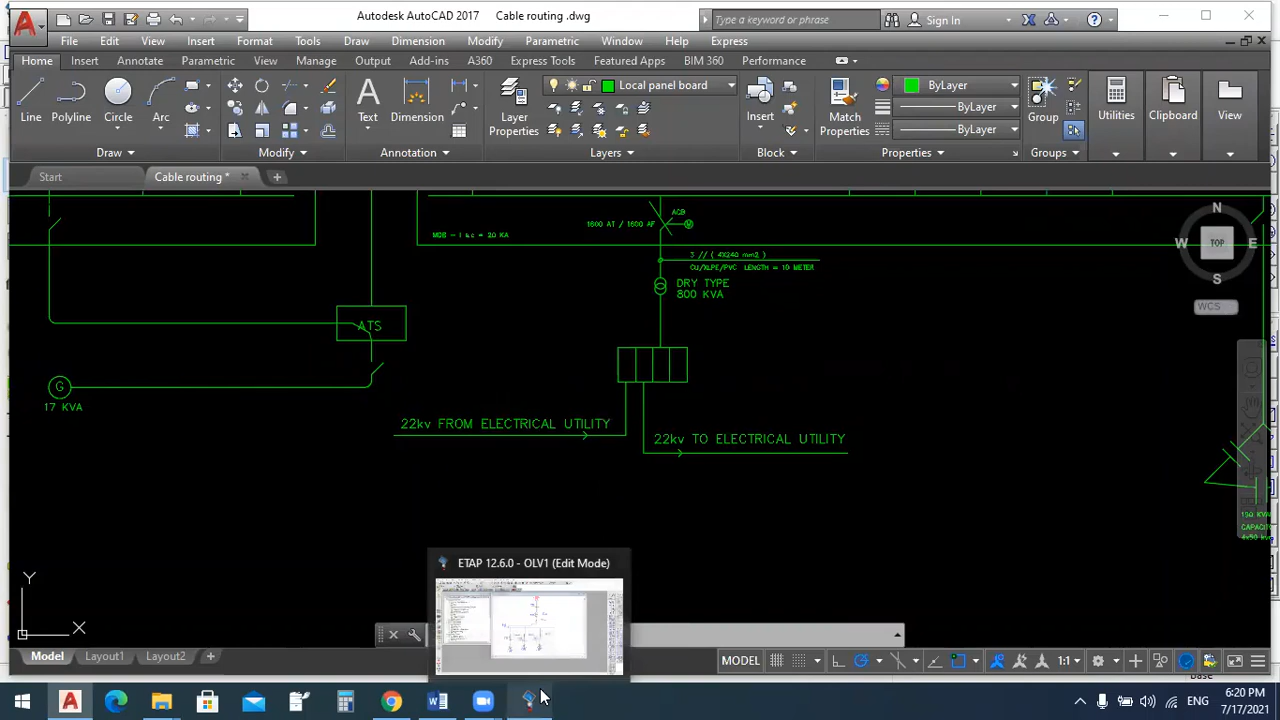 Autodesk AutoCAD 2017 Cable routing .dwg
Type a keyword or phrase
Sign In
File Edit View Insert Format Tools Draw Dimension Modify Parametric Window Help Express
Home Insert Annotate Parametric View Manage Output Add-ins A360 Express Tools Featured Apps BIM 360 Performance
Local panel board
ByLayer
ByLayer
ByLayer
Line Polyline Circle Arc
Text Dimension
Layer Properties
Insert
Match Properties
Group
Utilities Clipboard View
Draw Modify Annotation Layers Block Properties Groups
Start Cable routing *
ACB
1600 AT / 1600 AF
M
3 // ( 4X240 mm2 )
CU/XLPE/PVC LENGTH = 10 METER
DRY TYPE
800 KVA
ATS
G
17 KVA
22kv FROM ELECTRICAL UTILITY
22kv TO ELECTRICAL UTILITY
N
W TOP E
S
WCS
ETAP 12.6.0 - OLV1 (Edit Mode)
Y
X
Model Layout1 Layout2
MODEL 1:1
ENG
6:20 PM
7/17/2021